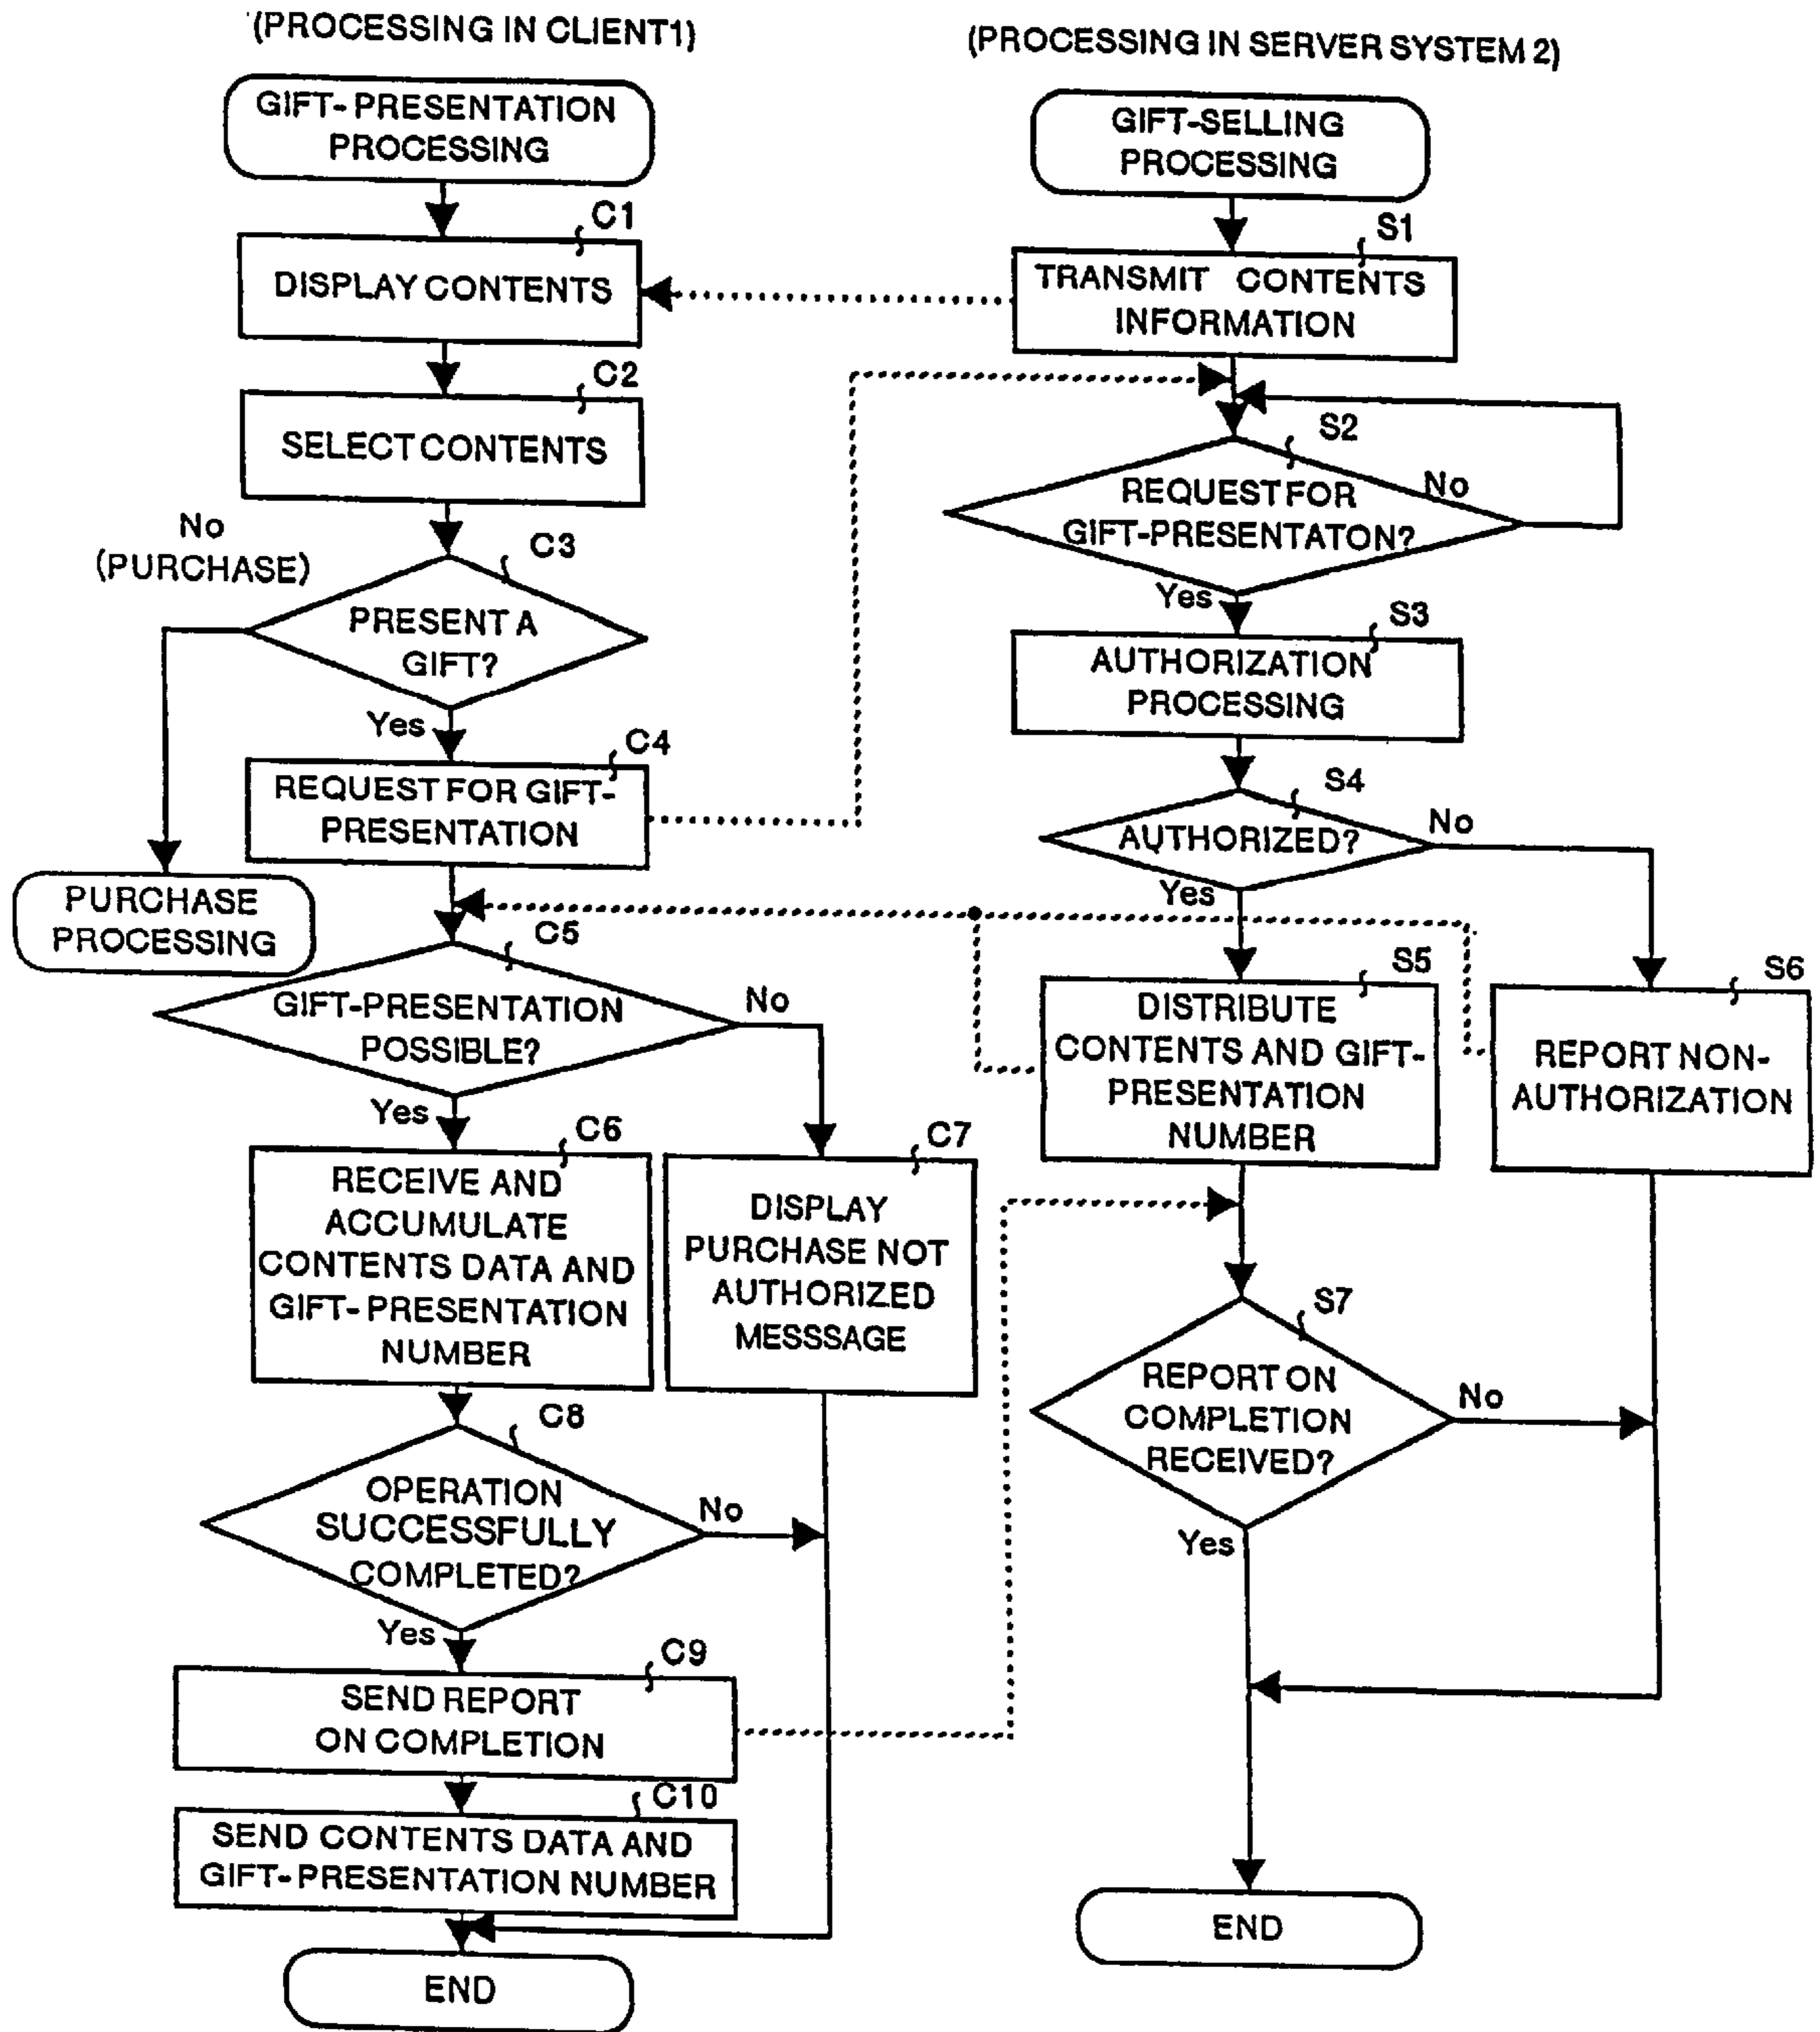 (PROCESSING IN CLIENT1)
GIFT- PRESENTATION
PROCESSING
C1
DISPLAY CONTENTS
C2
SELECT CONTENTS
No
(PURCHASE)
C3
PRESENT A
GIFT?
Yes
C4
REQUEST FOR GIFT-
PRESENTATION
PURCHASE
PROCESSING
C5
GIFT-PRESENTATION
POSSIBLE?
No
Yes
C6
RECEIVE AND
ACCUMULATE
CONTENTS DATA AND
GIFT- PRESENTATION
NUMBER
C7
DISPLAY
PURCHASE NOT
AUTHORIZED
MESSSAGE
C8
OPERATION
SUCCESSFULLY
COMPLETED?
No
Yes
C9
SEND REPORT
ON COMPLETION
C10
SEND CONTENTS DATA AND
GIFT- PRESENTATION NUMBER
END
(PROCESSING IN SERVER SYSTEM 2)
GIFT-SELLING
PROCESSING
S1
TRANSMIT CONTENTS
INFORMATION
S2
REQUEST FOR
GIFT-PRESENTATON?
No
Yes
S3
AUTHORIZATION
PROCESSING
S4
AUTHORIZED?
No
Yes
S5
DISTRIBUTE
CONTENTS AND GIFT-
PRESENTATION
NUMBER
S6
REPORT NON-
AUTHORIZATION
S7
REPORT ON
COMPLETION
RECEIVED?
No
Yes
END